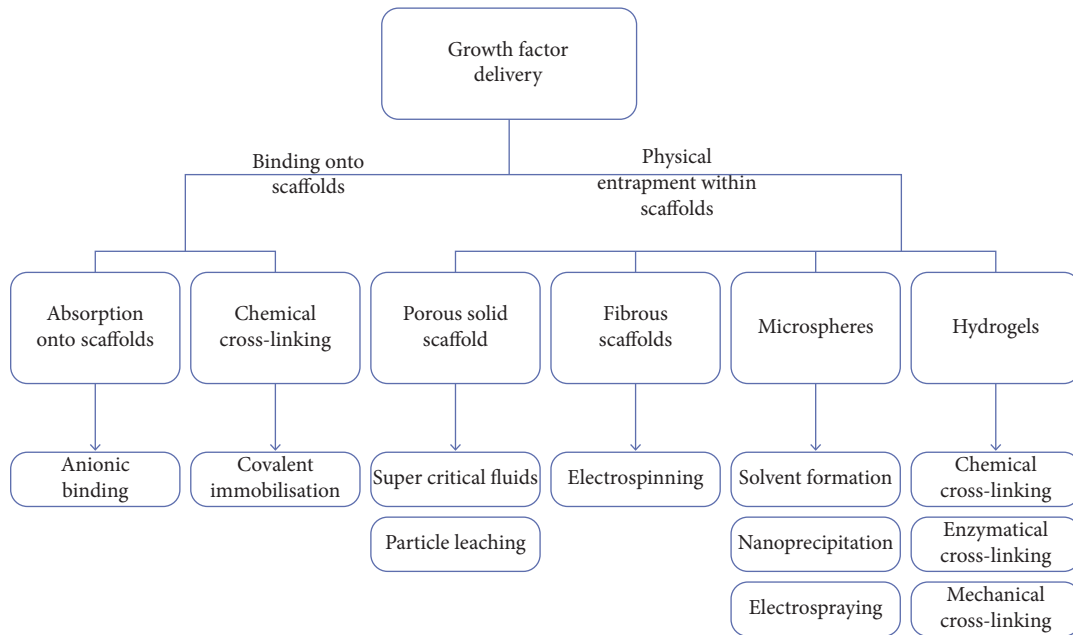 Growth factor
delivery
Binding onto
scaffolds
Physical
entrapment within
scaffolds
Absorption
onto scaffolds
Chemical
cross-linking
Porous solid
scaffold
Fibrous
scaffolds
Microspheres
Hydrogels
Anionic
binding
Covalent
immobilisation
Super critical fluids
Electrospinning
Solvent formation
Chemical
cross-linking
Particle leaching
Nanoprecipitation
Enzymatical
cross-linking
Electrospraying
Mechanical
cross-linking